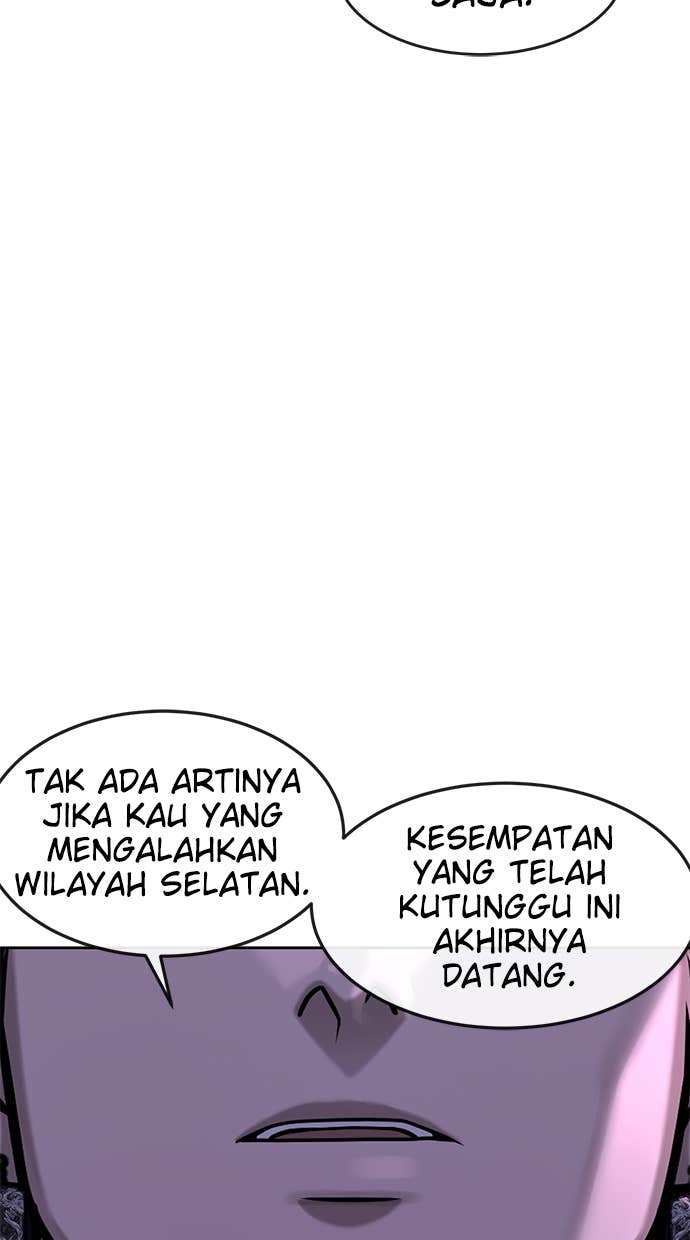 TAK ADA ARTINYA
JIKA KAU YANG
MENGALAHKAN
WILAYAH SELATAN.
KESEMPATAN
YANG TELAH
KUTUNGGU INI
AKHIRNYA
DATANG.